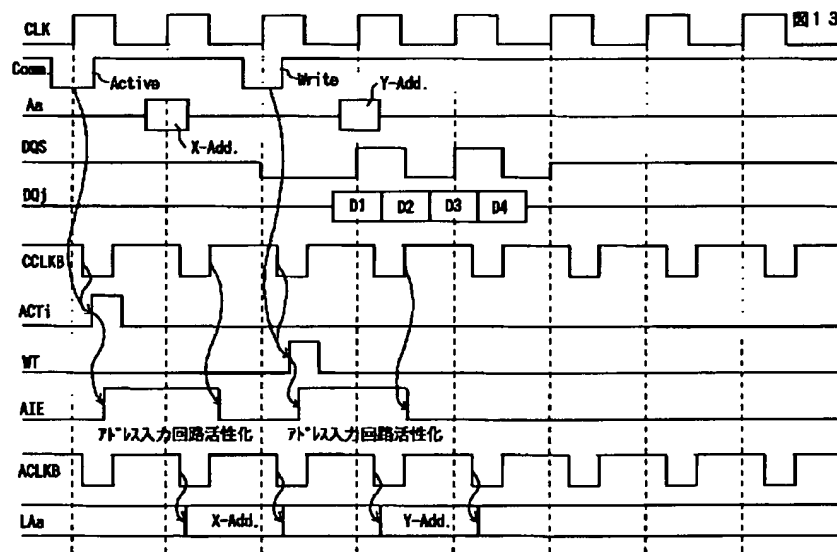 図13
CLK
Comm.
Active
Write
Aa
X-Add.
Y-Add.
DQS
DQj
D1 D2 D3 D4
CCLKB
ACTi
WT
AIE
ｱﾄﾞﾚｽ入力回路活性化 ｱﾄﾞﾚｽ入力回路活性化
ACLKB
LAa
X-Add. Y-Add.